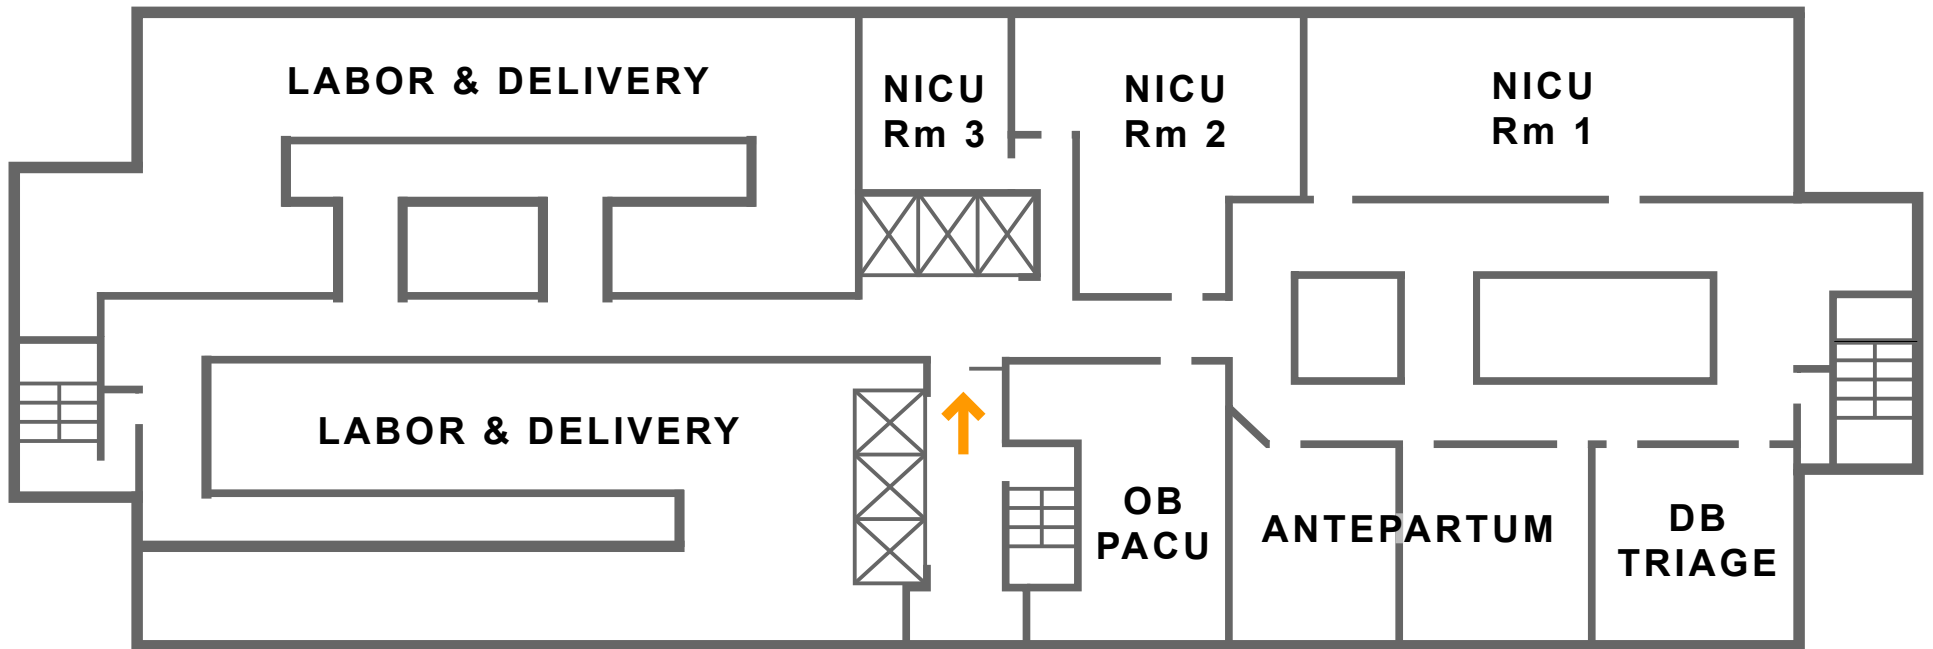 LABOR & DELIVERY
NICU
Rm 3
NICU
Rm 2
NICU
Rm 1
LABOR & DELIVERY
OB
PACU
ANTEPARTUM
DB
TRIAGE